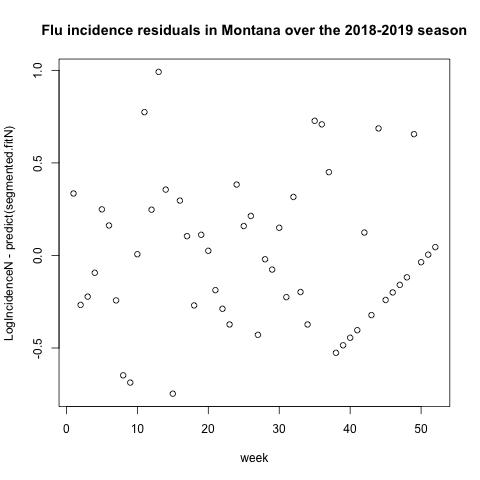 Flu incidence residuals in Montana over the 2018-2019 season
LogIncidenceN - predict(segmented.fitN)
1.0
0.5
0.0
-0.5
0 10 20 30 40 50
week